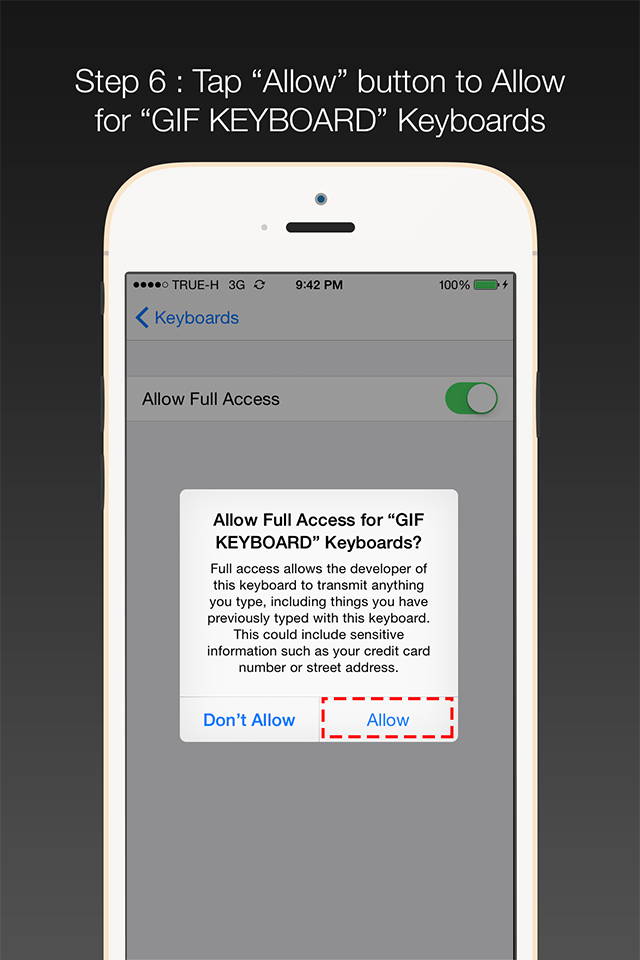 Step 6 : Tap “Allow” button to Allow
for “GIF KEYBOARD” Keyboards
TRUE-H 3G 9:42 PM 100%
Keyboards
Allow Full Access
Allow Full Access for “GIF
KEYBOARD” Keyboards?
Full access allows the developer of
this keyboard to transmit anything
you type, including things you have
previously typed with this keyboard.
This could include sensitive
information such as your credit card
number or street address.
Don’t Allow Allow